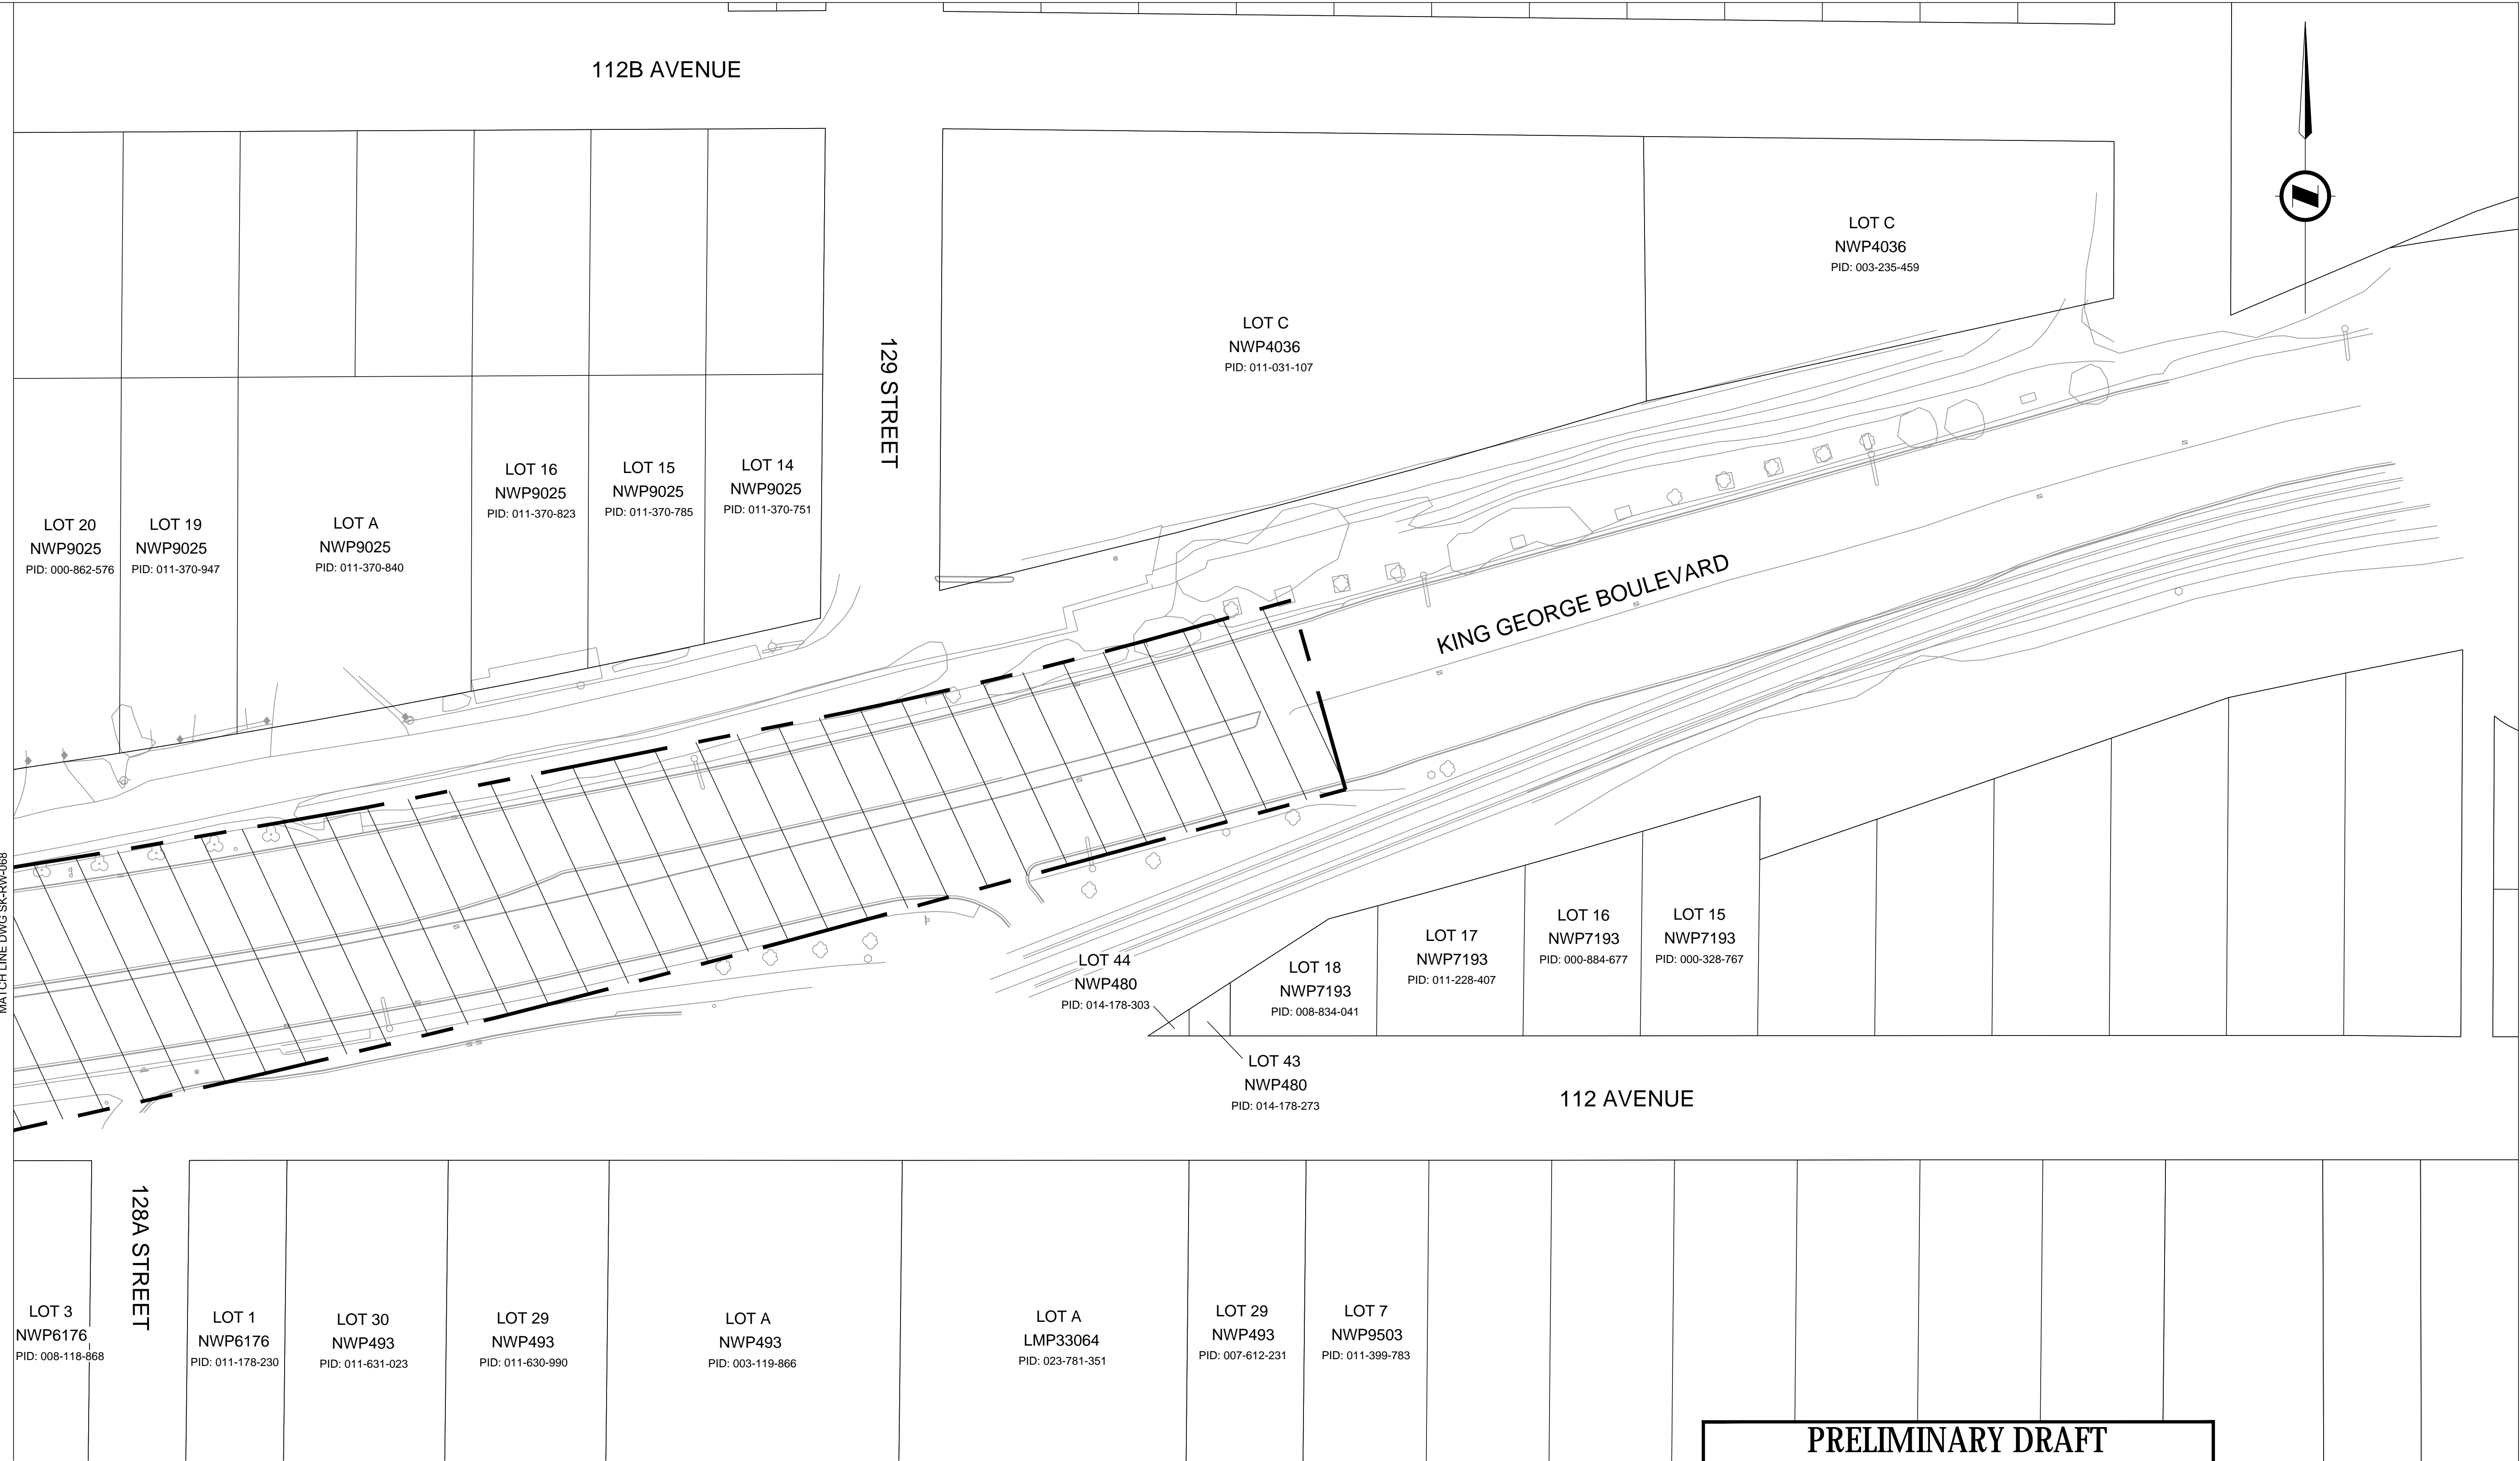 112B AVENUE
LOT C
NWP4036
PID: 003-235-459
LOT C
NWP4036
PID: 011-031-107
129 STREET
LOT 20
NWP9025
PID: 000-862-576
LOT 19
NWP9025
PID: 011-370-947
LOT A
NWP9025
PID: 011-370-840
LOT 16
NWP9025
PID: 011-370-823
LOT 15
NWP9025
PID: 011-370-785
LOT 14
NWP9025
PID: 011-370-751
KING GEORGE BOULEVARD
MATCH LINE DWG SK-RW-068
LOT 44
NWP480
PID: 014-178-303
LOT 18
NWP7193
PID: 008-834-041
LOT 17
NWP7193
PID: 011-228-407
LOT 16
NWP7193
PID: 000-884-677
LOT 15
NWP7193
PID: 000-328-767
LOT 43
NWP480
PID: 014-178-273
112 AVENUE
128A STREET
LOT 3
NWP6176
PID: 008-118-868
LOT 1
NWP6176
PID: 011-178-230
LOT 30
NWP493
PID: 011-631-023
LOT 29
NWP493
PID: 011-630-990
LOT A
NWP493
PID: 003-119-866
LOT A
LMP33064
PID: 023-781-351
LOT 29
NWP493
PID: 007-612-231
LOT 7
NWP9503
PID: 011-399-783
PRELIMINARY DRAFT